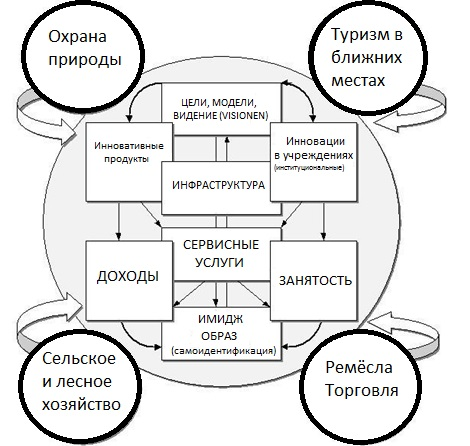 Охрана
природы
Туризм в
ближних
местах
ЦЕЛИ, МОДЕЛИ,
ВИДЕНИЕ (VISIONEN)
Инновативные
продукты
Инновации
в учреждениях
(институциональные)
ИНФРАСТРУКТУРА
СЕРВИСНЫЕ
УСЛУГИ
ДОХОДЫ
ЗАНЯТОСТЬ
ИМИДЖ
ОБРАЗ
(самоидентификация)
Сельское
и лесное
хозяйство
Ремёсла
Торговля